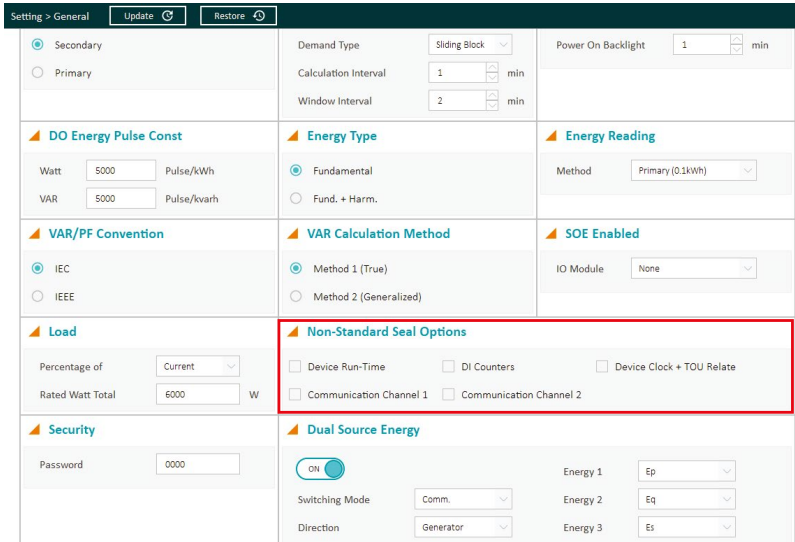 Setting > General Update Restore
Secondary
Primary
Demand Type Sliding Block
Calculation Interval 1 min
Window Interval 2 min
Power On Backlight 1 min
DO Energy Pulse Const
Watt 5000 Pulse/kWh
VAR 5000 Pulse/kvarh
Energy Type
Fundamental
Fund. + Harm.
Energy Reading
Method Primary (0.1kWh)
VAR/PF Convention
IEC
IEEE
VAR Calculation Method
Method 1 (True)
Method 2 (Generalized)
SOE Enabled
IO Module None
Load
Percentage of Current
Rated Watt Total 6000 W
Non-Standard Seal Options
Device Run-Time DI Counters Device Clock + TOU Relate
Communication Channel 1 Communication Channel 2
Security
Password 0000
Dual Source Energy
ON
Switching Mode Comm.
Direction Generator
Energy 1 Ep
Energy 2 Eq
Energy 3 Es